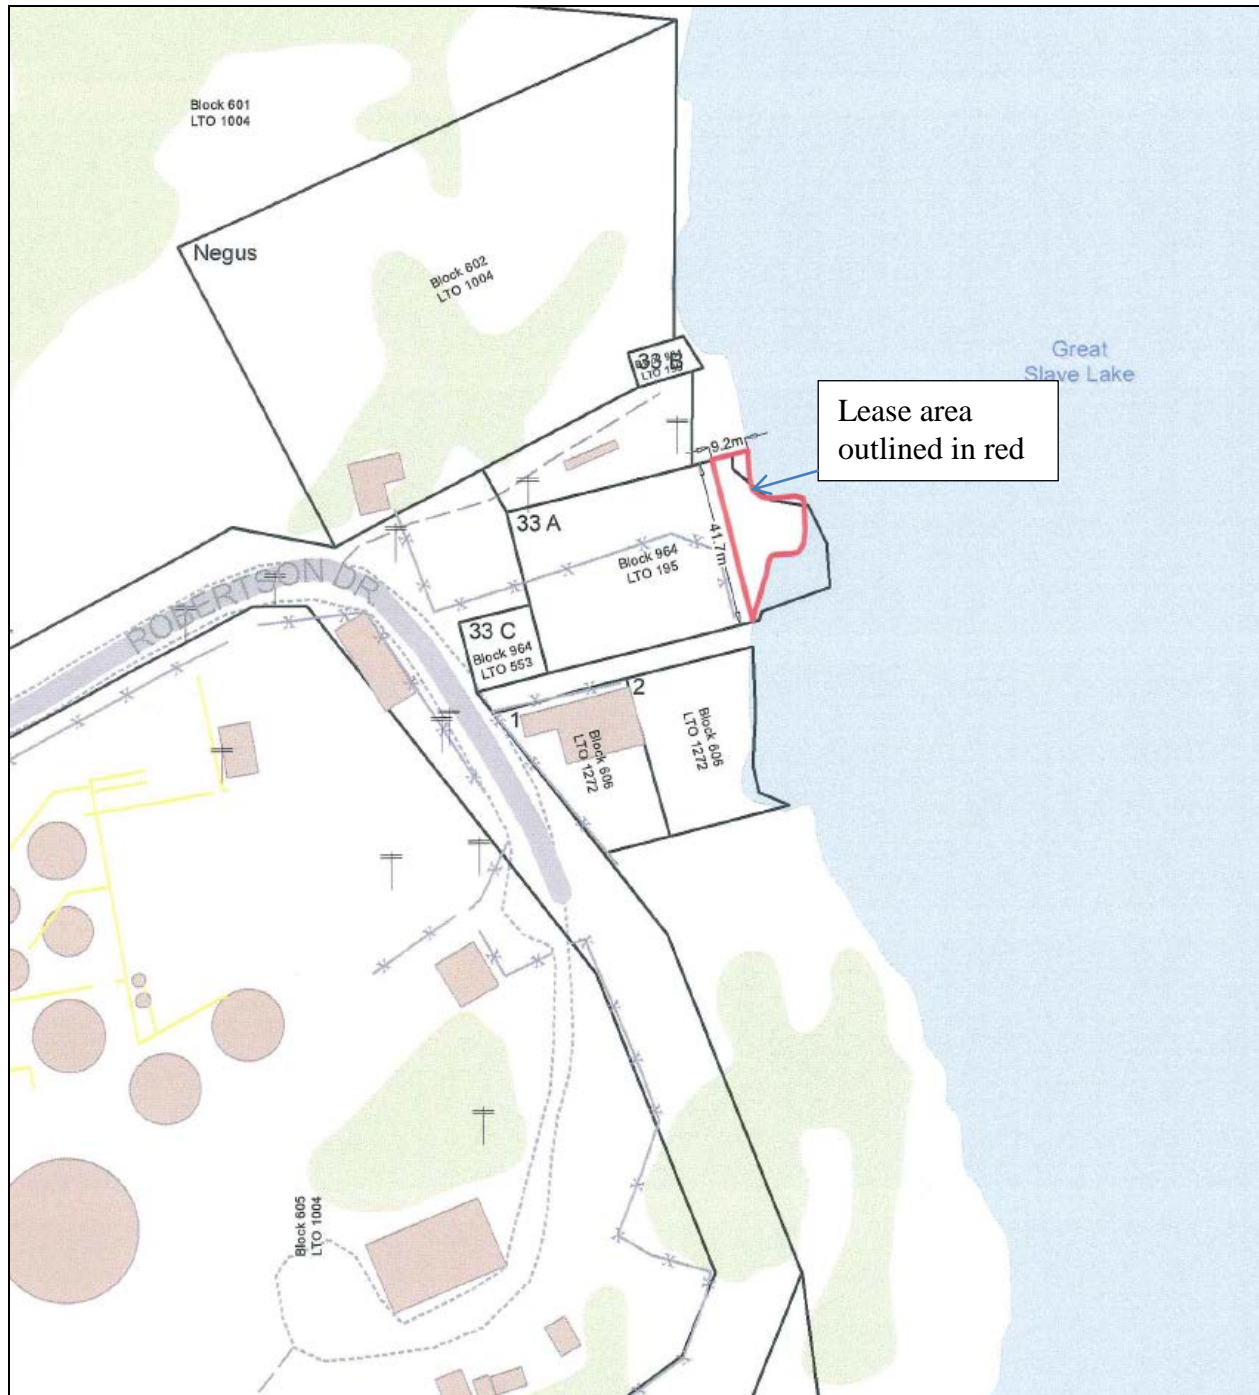 Block 601
LTO 1004
Negus
Block 602
LTO 1004
Great
Slave Lake
33 B
Lease area
outlined in red
9.2m
41.7m
33 A
Block 964
LTO 195
ROBERTSON DR
33 C
Block 964
LTO 553
1
2
Block 606
LTO 1272
Block 606
LTO 1272
Block 605
LTO 1004